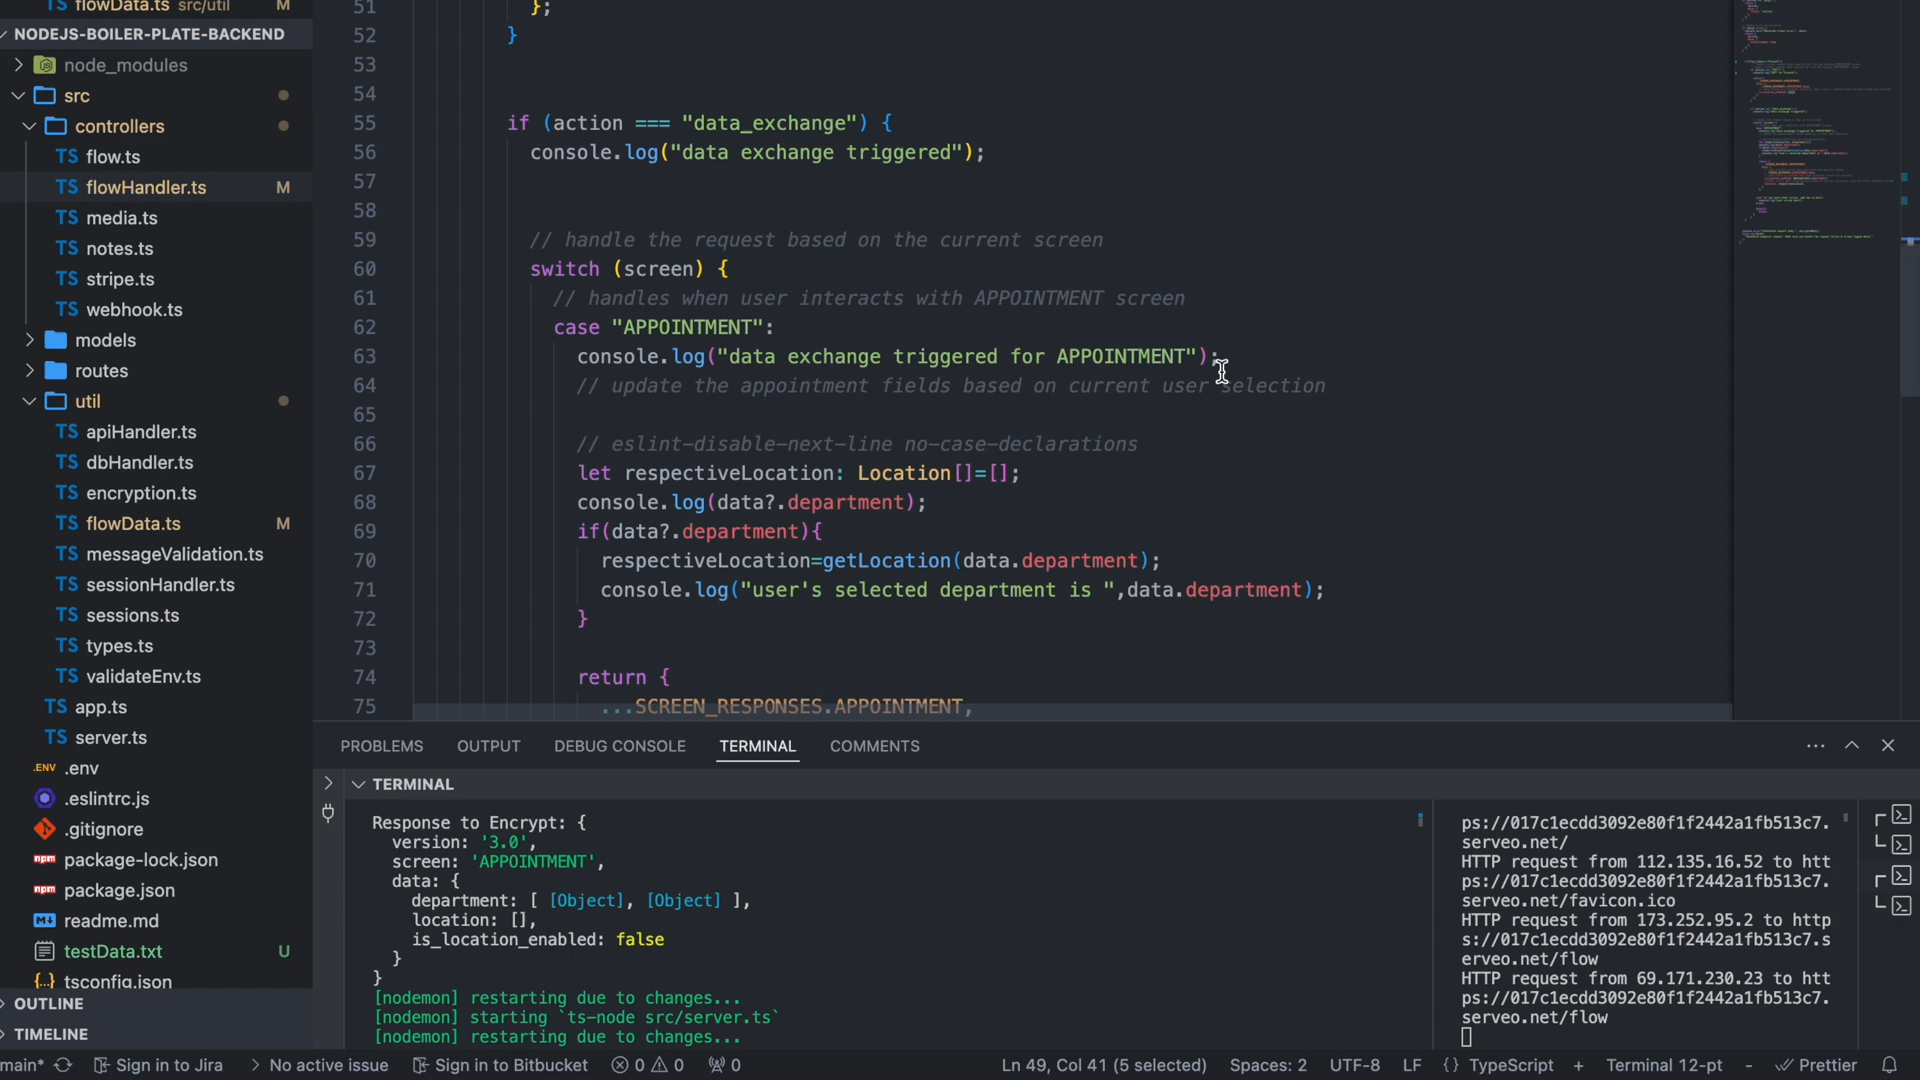 TS flowData.ts src/util M
NODEJS-BOILER-PLATE-BACKEND
node_modules
src
controllers
TS flow.ts
TS flowHandler.ts M
TS media.ts
TS notes.ts
TS stripe.ts
TS webhook.ts
models
routes
util
TS apiHandler.ts
TS dbHandler.ts
TS encryption.ts
TS flowData.ts M
TS messageValidation.ts
TS sessionHandler.ts
TS sessions.ts
TS types.ts
TS validateEnv.ts
TS app.ts
TS server.ts
.ENV .env
.eslintrc.js
.gitignore
npm package-lock.json
npm package.json
readme.md
testData.txt U
{..} tsconfig.json
OUTLINE
TIMELINE
51 };
52 }
53
54
55 if (action === "data_exchange") {
56 console.log("data exchange triggered");
57
58
59 // handle the request based on the current screen
60 switch (screen) {
61 // handles when user interacts with APPOINTMENT screen
62 case "APPOINTMENT":
63 console.log("data exchange triggered for APPOINTMENT");
64 // update the appointment fields based on current user selection
65
66 // eslint-disable-next-line no-case-declarations
67 let respectiveLocation: Location[]=[];
68 console.log(data?.department);
69 if(data?.department){
70 respectiveLocation=getLocation(data.department);
71 console.log("user's selected department is ",data.department);
72 }
73
74 return {
75 ...SCREEN_RESPONSES.APPOINTMENT,
PROBLEMS OUTPUT DEBUG CONSOLE TERMINAL COMMENTS
TERMINAL
Response to Encrypt: {
version: '3.0',
screen: 'APPOINTMENT',
data: {
department: [ [Object], [Object] ],
location: [],
is_location_enabled: false
}
}
[nodemon] restarting due to changes...
[nodemon] starting `ts-node src/server.ts`
[nodemon] restarting due to changes...
ps://017c1ecdd3092e80f1f2442a1fb513c7.
serveo.net/
HTTP request from 112.135.16.52 to htt
ps://017c1ecdd3092e80f1f2442a1fb513c7.
serveo.net/favicon.ico
HTTP request from 173.252.95.2 to http
s://017c1ecdd3092e80f1f2442a1fb513c7.s
erveo.net/flow
HTTP request from 69.171.230.23 to htt
ps://017c1ecdd3092e80f1f2442a1fb513c7.
serveo.net/flow
main* Sign in to Jira No active issue Sign in to Bitbucket 0 0 0 Ln 49, Col 41 (5 selected) Spaces: 2 UTF-8 LF {} TypeScript + Terminal 12-pt - Prettier